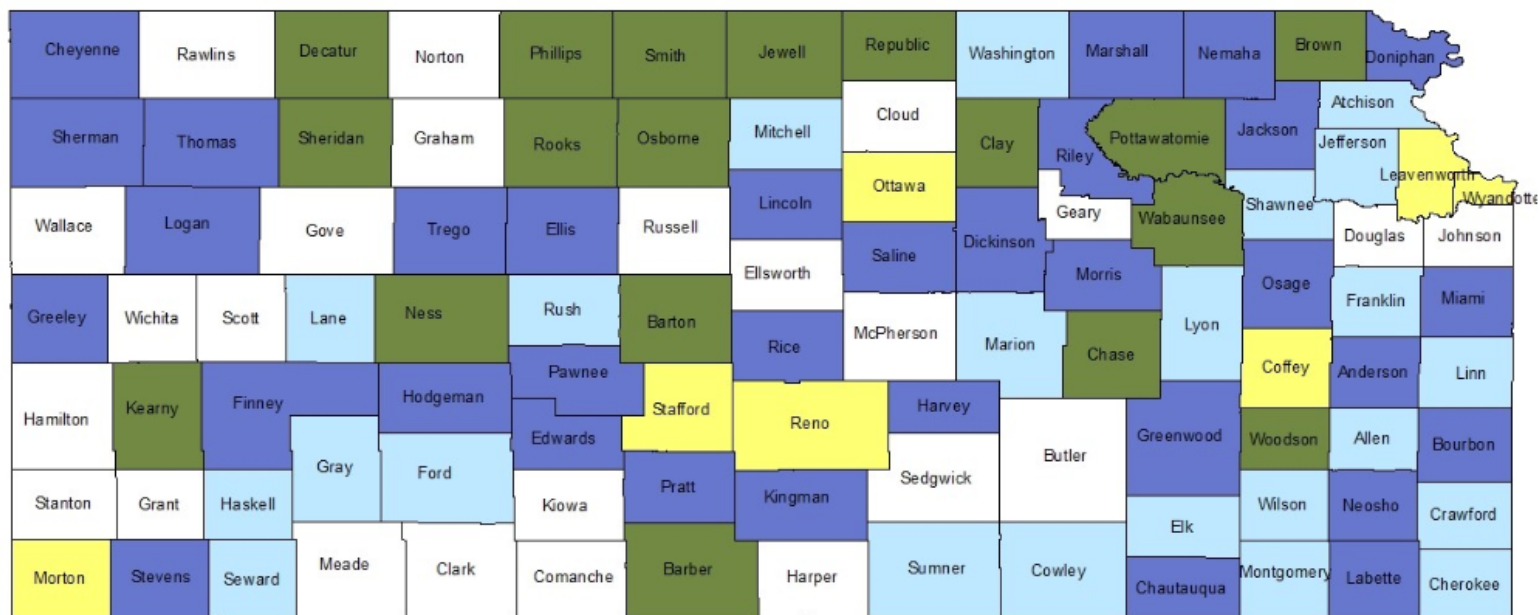 Cheyenne
Rawlins
Decatur
Norton
Phillips
Smith
Jewell
Republic
Washington
Marshall
Nemaha
Brown
Doniphan
Sherman
Thomas
Sheridan
Graham
Rooks
Osborne
Mitchell
Cloud
Clay
Riley
Pottawatomie
Jackson
Atchison
Jefferson
Leavenworth
Wyandotte
Ottawa
Wallace
Logan
Gove
Trego
Ellis
Russell
Lincoln
Saline
Dickinson
Geary
Wabaunsee
Shawnee
Douglas
Johnson
Ellsworth
Morris
Osage
Franklin
Miami
Greeley
Wichita
Scott
Lane
Ness
Rush
Barton
Rice
McPherson
Marion
Chase
Lyon
Coffey
Anderson
Linn
Hamilton
Kearny
Finney
Hodgeman
Pawnee
Stafford
Reno
Harvey
Edwards
Gray
Ford
Greenwood
Woodson
Allen
Bourbon
Sedgwick
Butler
Stanton
Grant
Haskell
Kiowa
Pratt
Kingman
Elk
Wilson
Neosho
Crawford
Morton
Stevens
Seward
Meade
Clark
Comanche
Barber
Harper
Sumner
Cowley
Chautauqua
Montgomery
Labette
Cherokee